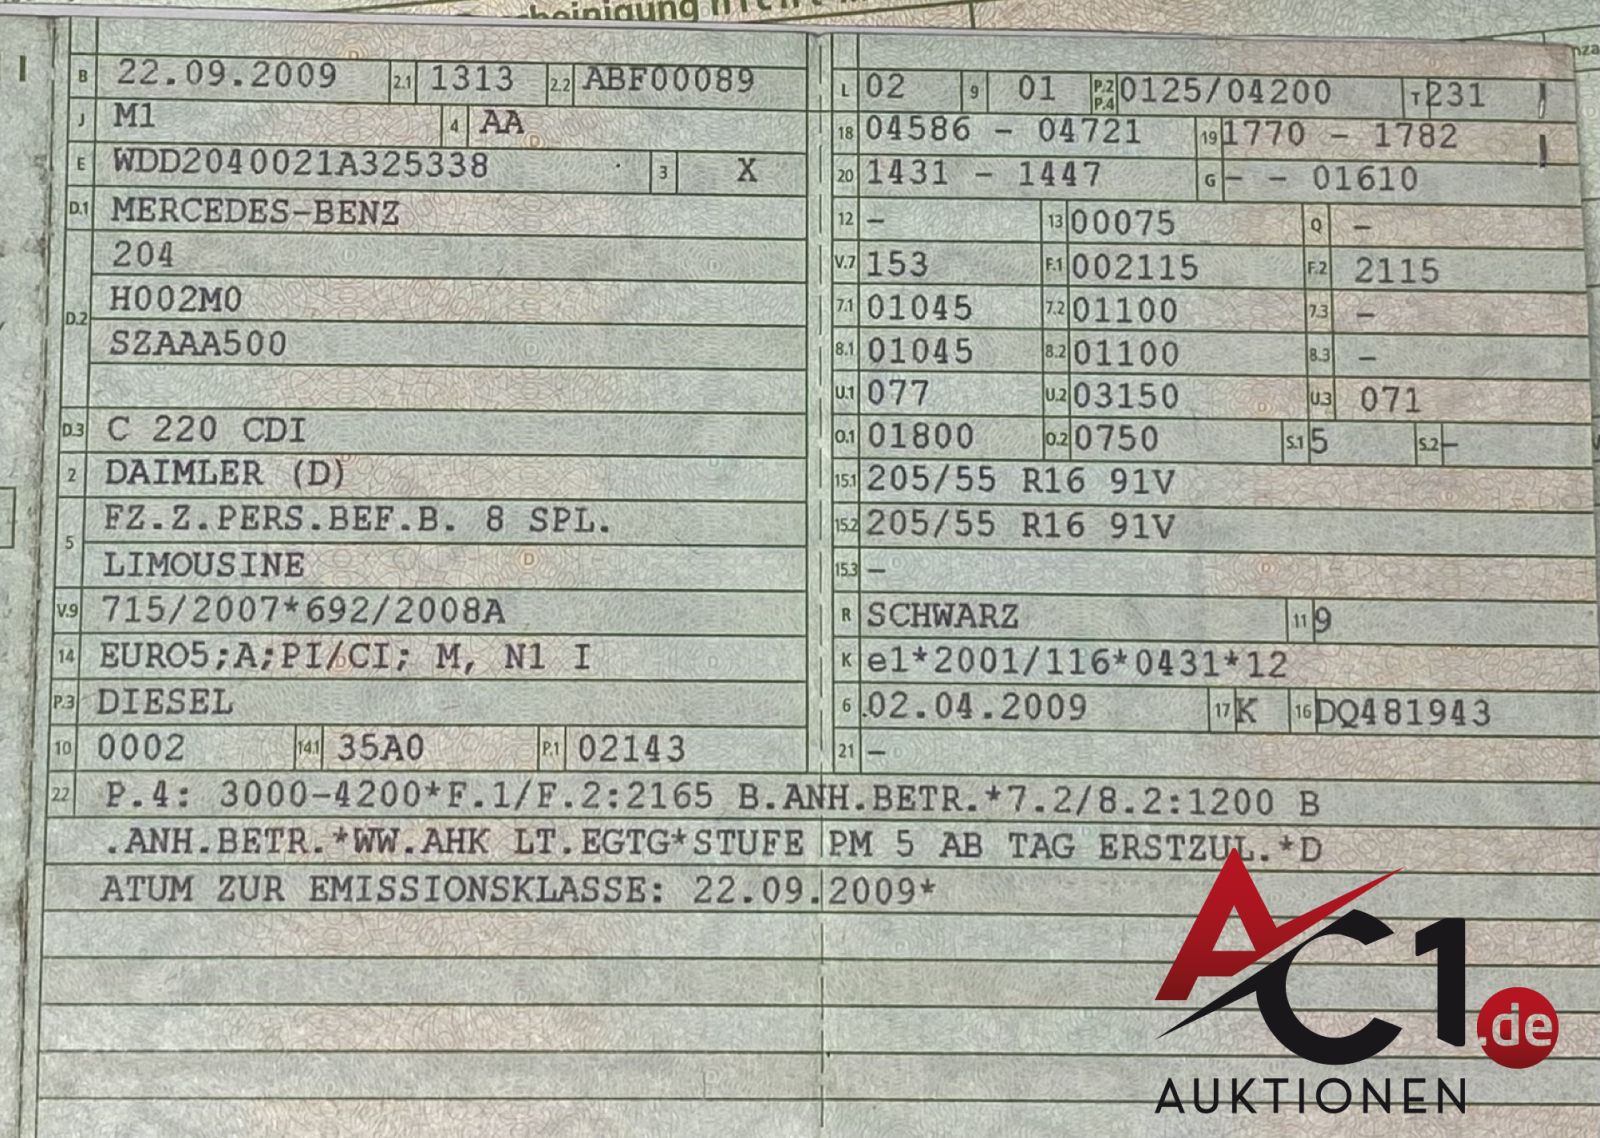 I
B 22.09.2009 2.1 1313 2.2 ABF00089
J M1 4 AA
E WDD2040021A325338 3 X
D.1 MERCEDES-BENZ
204
D.2 H002M0
SZAAA500
D.3 C 220 CDI
2 DAIMLER (D)
5 FZ.Z.PERS.BEF.B. 8 SPL.
LIMOUSINE
V.9 715/2007*692/2008A
14 EURO5;A;PI/CI; M, N1 I
P.3 DIESEL
10 0002 14.1 35A0 P.1 02143
L 02 9 01 P.2 P.4 0125/04200 T 231
18 04586 - 04721 19 1770 - 1782
20 1431 - 1447 G - - 01610
12 - 13 00075 Q -
V.7 153 F.1 002115 F.2 2115
7.1 01045 7.2 01100 7.3 -
8.1 01045 8.2 01100 8.3 -
U.1 077 U.2 03150 U.3 071
O.1 01800 O.2 0750 S.1 5 S.2 -
15.1 205/55 R16 91V
15.2 205/55 R16 91V
15.3 -
R SCHWARZ 11 9
K e1*2001/116*0431*12
6 02.04.2009 17 K 16 DQ481943
21 -
22 P.4: 3000-4200*F.1/F.2:2165 B.ANH.BETR.*7.2/8.2:1200 B
.ANH.BETR.*WW.AHK LT.EGTG*STUFE PM 5 AB TAG ERSTZUL.*D
ATUM ZUR EMISSIONSKLASSE: 22.09.2009*
AC1.de
AUKTIONEN